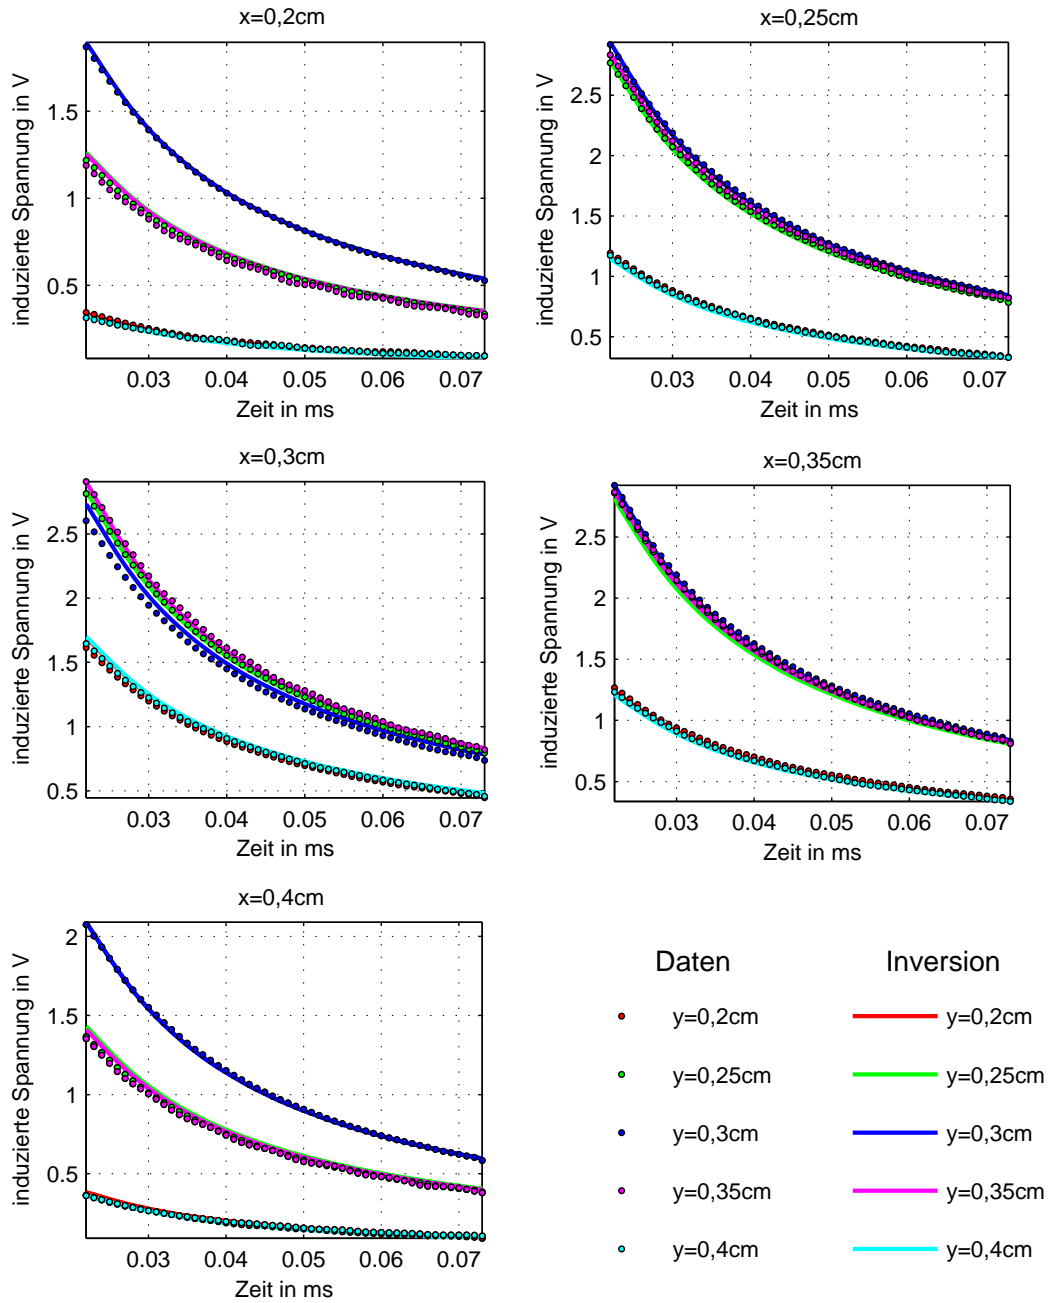 x=0,2cm
induzierte Spannung in V
1.5
1
0.5
0.03 0.04 0.05 0.06 0.07
Zeit in ms
x=0,25cm
induzierte Spannung in V
2.5
2
1.5
1
0.5
0.03 0.04 0.05 0.06 0.07
Zeit in ms
x=0,3cm
induzierte Spannung in V
2.5
2
1.5
1
0.5
0.03 0.04 0.05 0.06 0.07
Zeit in ms
x=0,35cm
induzierte Spannung in V
2.5
2
1.5
1
0.5
0.03 0.04 0.05 0.06 0.07
Zeit in ms
x=0,4cm
induzierte Spannung in V
2
1.5
1
0.5
0.03 0.04 0.05 0.06 0.07
Zeit in ms
Daten Inversion
y=0,2cm y=0,2cm
y=0,25cm y=0,25cm
y=0,3cm y=0,3cm
y=0,35cm y=0,35cm
y=0,4cm y=0,4cm